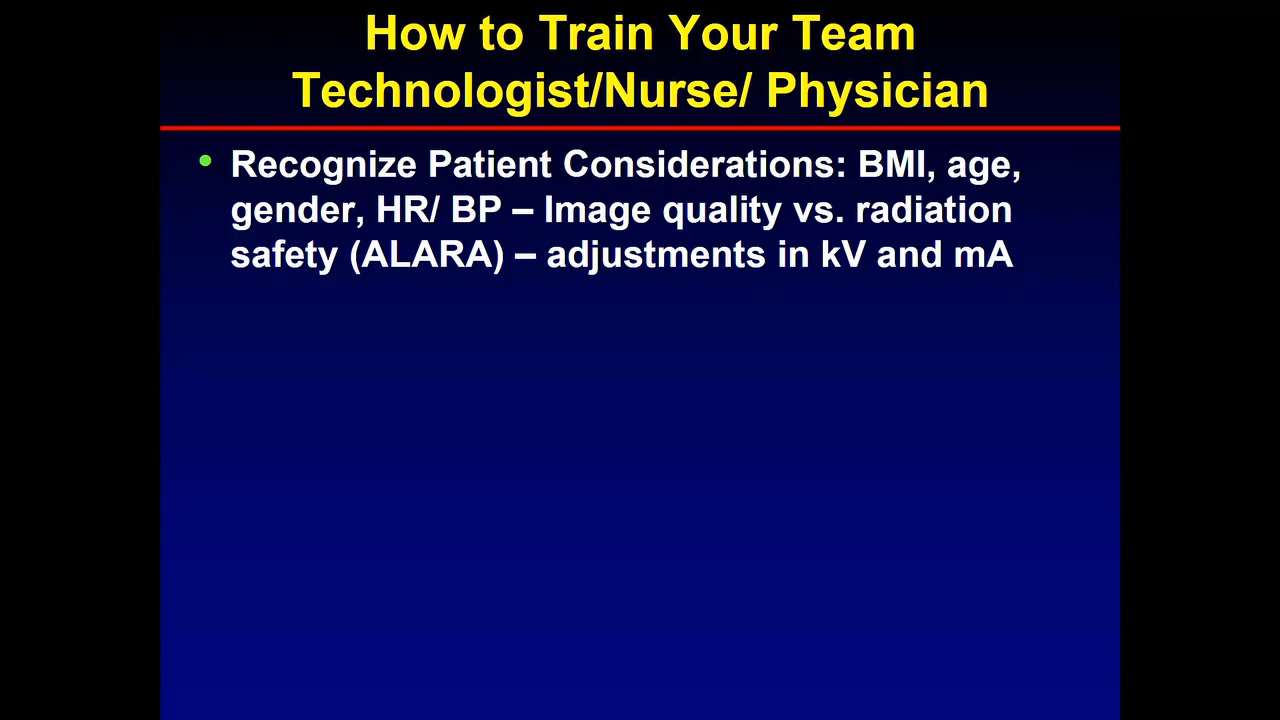 How to Train Your Team
Technologist/Nurse/ Physician
• Recognize Patient Considerations: BMI, age,
gender, HR/ BP – Image quality vs. radiation
safety (ALARA) – adjustments in kV and mA